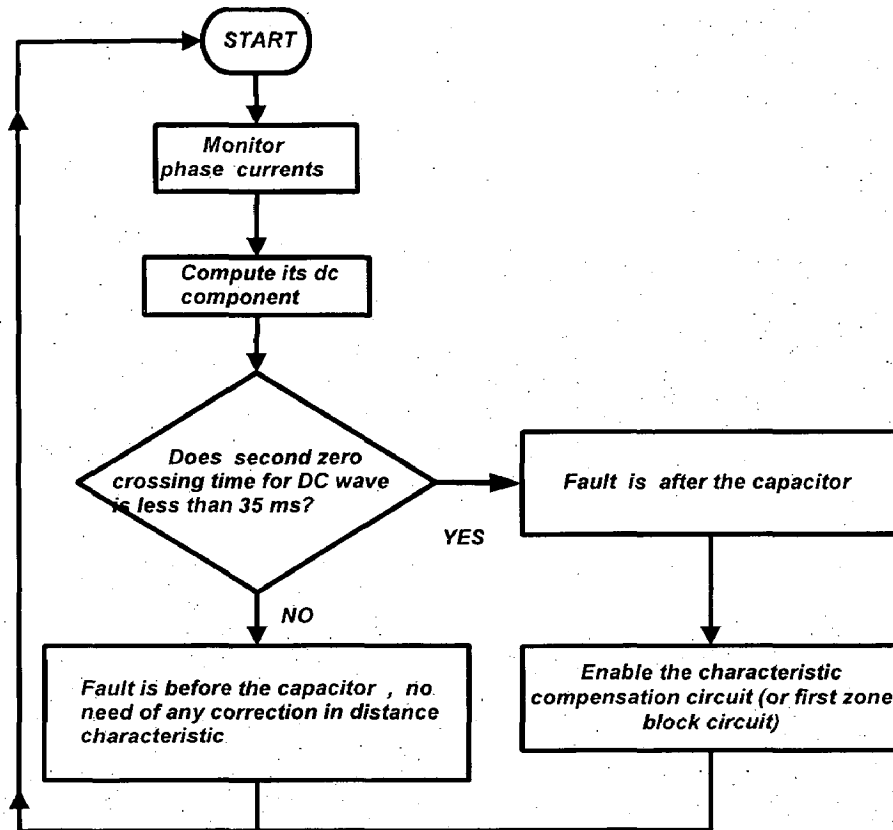 START
Monitor
phase currents
Compute its dc
component
Does second zero
crossing time for DC wave
is less than 35 ms?
YES
Fault is after the capacitor
NO
Fault is before the capacitor , no
need of any correction in distance
characteristic
Enable the characteristic
compensation circuit (or first zone
block circuit)